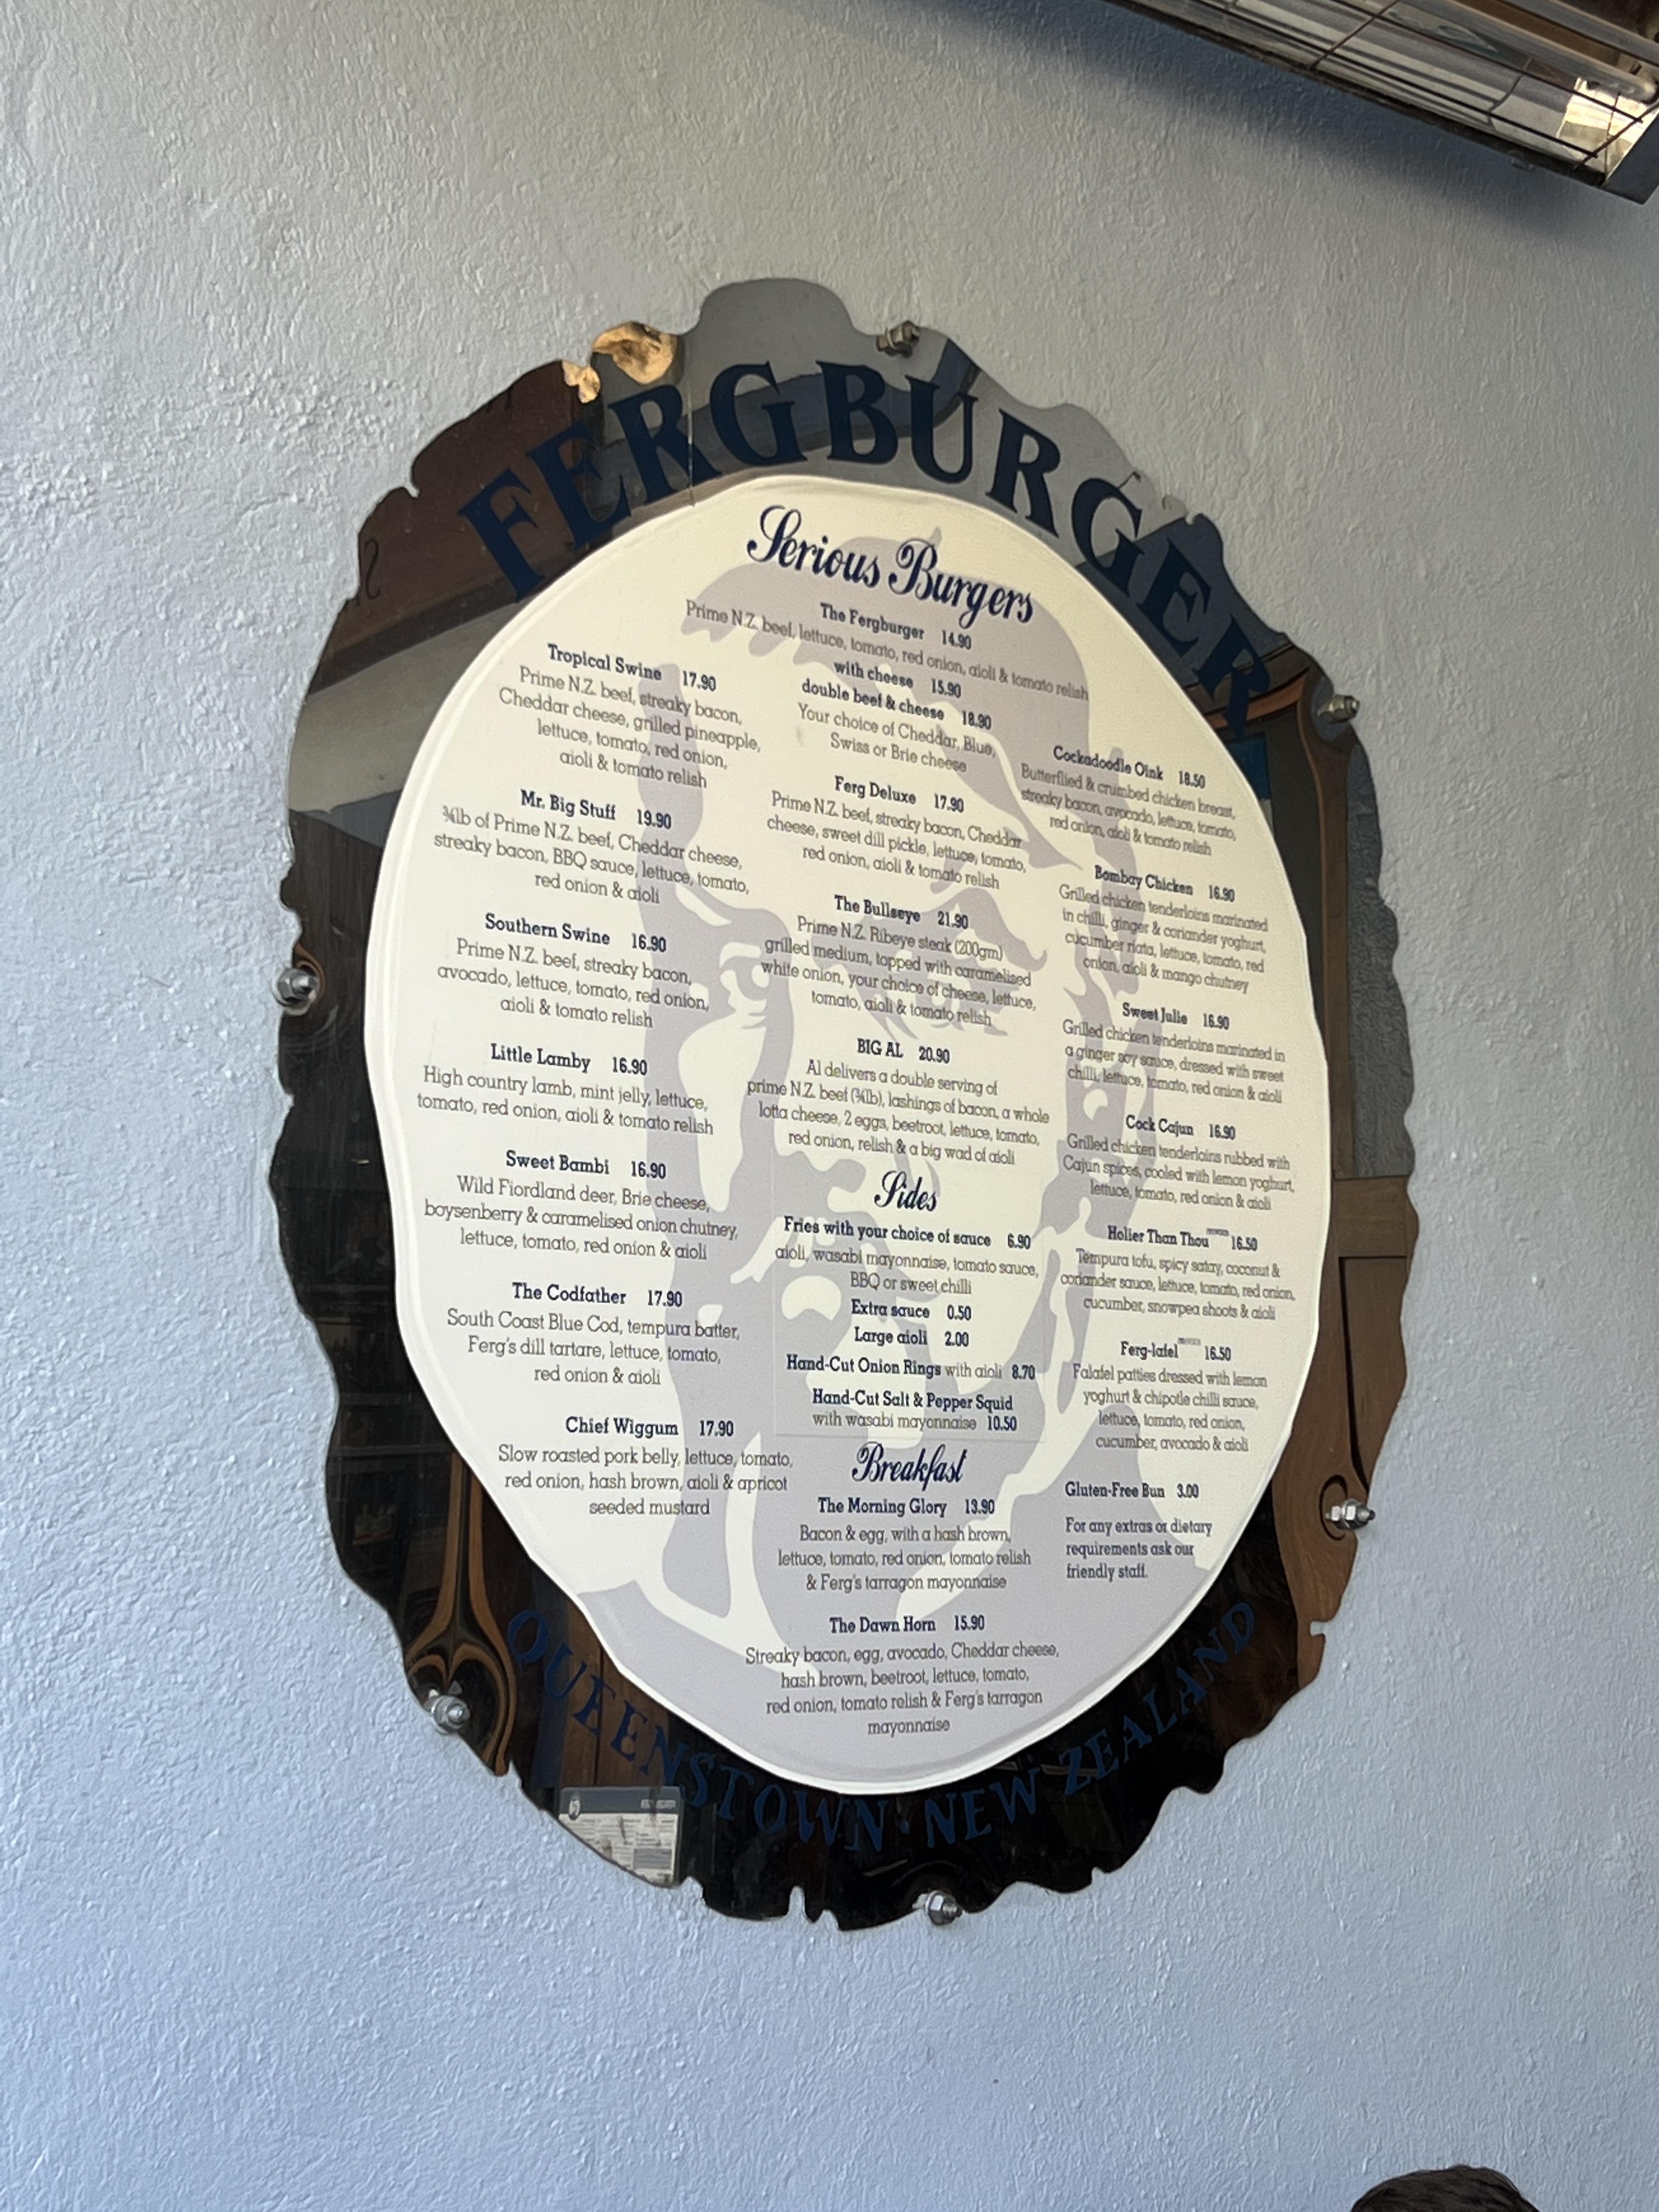 FERGBURGER
Serious Burgers
The Fergburger 14.90
Prime N.Z. beef, lettuce, tomato, red onion, aioli & tomato relish
with cheese 15.90
double beef & cheese 18.90
Your choice of Cheddar, Blue,
Swiss or Brie cheese
Tropical Swine 17.90
Prime N.Z. beef, streaky bacon,
Cheddar cheese, grilled pineapple,
lettuce, tomato, red onion,
aioli & tomato relish
Mr. Big Stuff 19.90
¾lb of Prime N.Z. beef, Cheddar cheese,
streaky bacon, BBQ sauce, lettuce, tomato,
red onion & aioli
Southern Swine 16.90
Prime N.Z. beef, streaky bacon,
avocado, lettuce, tomato, red onion,
aioli & tomato relish
Little Lamby 16.90
High country lamb, mint jelly, lettuce,
tomato, red onion, aioli & tomato relish
Sweet Bambi 16.90
Wild Fiordland deer, Brie cheese,
boysenberry & caramelised onion chutney,
lettuce, tomato, red onion & aioli
The Codfather 17.90
South Coast Blue Cod, tempura batter,
Ferg's dill tartare, lettuce, tomato,
red onion & aioli
Chief Wiggum 17.90
Slow roasted pork belly, lettuce, tomato,
red onion, hash brown, aioli & apricot
seeded mustard
Ferg Deluxe 17.90
Prime N.Z. beef, streaky bacon, Cheddar
cheese, sweet dill pickle, lettuce, tomato,
red onion, aioli & tomato relish
The Bullseye 21.90
Prime N.Z. Ribeye steak (200gm)
grilled medium, topped with caramelised
white onion, your choice of cheese, lettuce,
tomato, aioli & tomato relish
BIG AL 20.90
Al delivers a double serving of
prime N.Z. beef (¾lb), lashings of bacon, a whole
lotta cheese, 2 eggs, beetroot, lettuce, tomato,
red onion, relish & a big wad of aioli
Sides
Fries with your choice of sauce 6.90
aioli, wasabi mayonnaise, tomato sauce,
BBQ or sweet chilli
Extra sauce 0.50
Large aioli 2.00
Hand-Cut Onion Rings with aioli 8.70
Hand-Cut Salt & Pepper Squid
with wasabi mayonnaise 10.50
Breakfast
The Morning Glory 13.90
Bacon & egg, with a hash brown,
lettuce, tomato, red onion, tomato relish
& Ferg's tarragon mayonnaise
The Dawn Horn 15.90
Streaky bacon, egg, avocado, Cheddar cheese,
hash brown, beetroot, lettuce, tomato,
red onion, tomato relish & Ferg's tarragon
mayonnaise
Cockadoodle Oink 18.50
Butterflied & crumbed chicken breast,
streaky bacon, avocado, lettuce, tomato,
red onion, aioli & tomato relish
Bombay Chicken 16.90
Grilled chicken tenderloins marinated
in chilli, ginger & coriander yoghurt,
cucumber riata, lettuce, tomato, red
onion, aioli & mango chutney
Sweet Julie 16.90
Grilled chicken tenderloins marinated in
a ginger soy sauce, dressed with sweet
chilli, lettuce, tomato, red onion & aioli
Cock Cajun 16.90
Grilled chicken tenderloins rubbed with
Cajun spices, cooled with lemon yoghurt,
lettuce, tomato, red onion & aioli
Holier Than Thou 16.50
Tempura tofu, spicy satay, coconut &
coriander sauce, lettuce, tomato, red onion,
cucumber, snowpea shoots & aioli
Ferg-lafel 16.50
Falafel patties dressed with lemon
yoghurt & chipotle chilli sauce,
lettuce, tomato, red onion,
cucumber, avocado & aioli
Gluten-Free Bun 3.00
For any extras or dietary
requirements ask our
friendly staff.
QUEENSTOWN · NEW ZEALAND